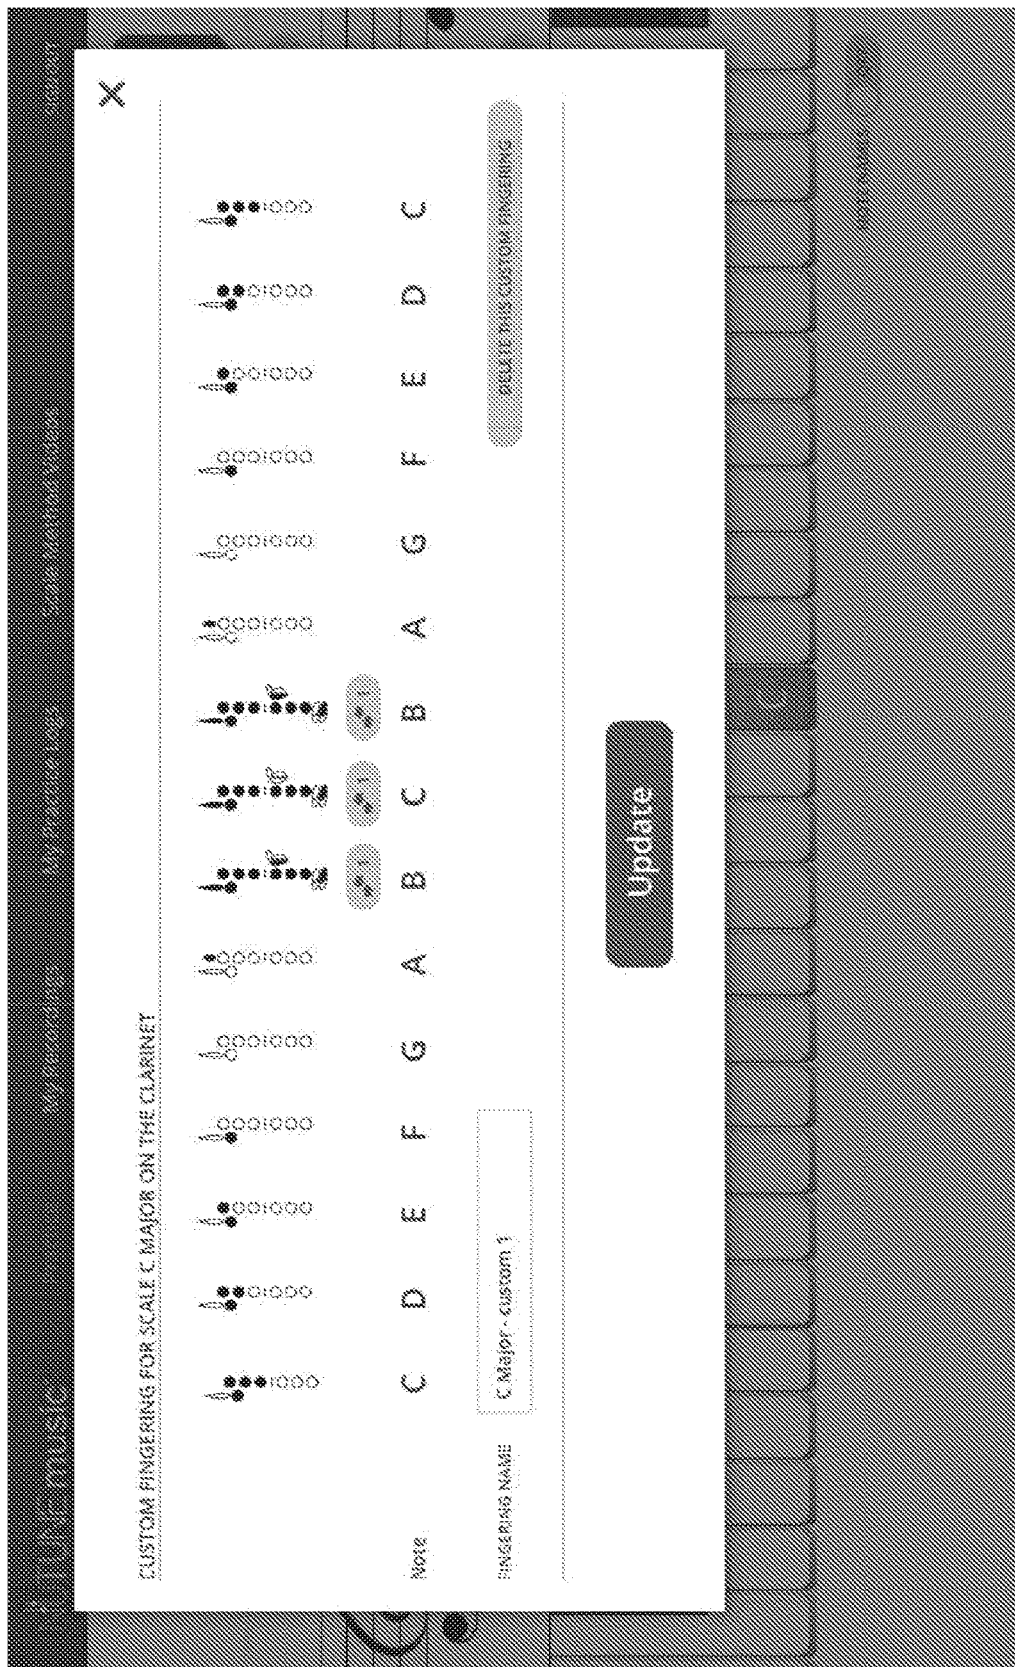 CUSTOM FINGERING FOR SCALE C MAJOR ON THE CLARINET
Note C D E F G A B C B A G F E D C
FINGERING NAME C Major - custom 1 DELETE THIS CUSTOM FINGERING
Update